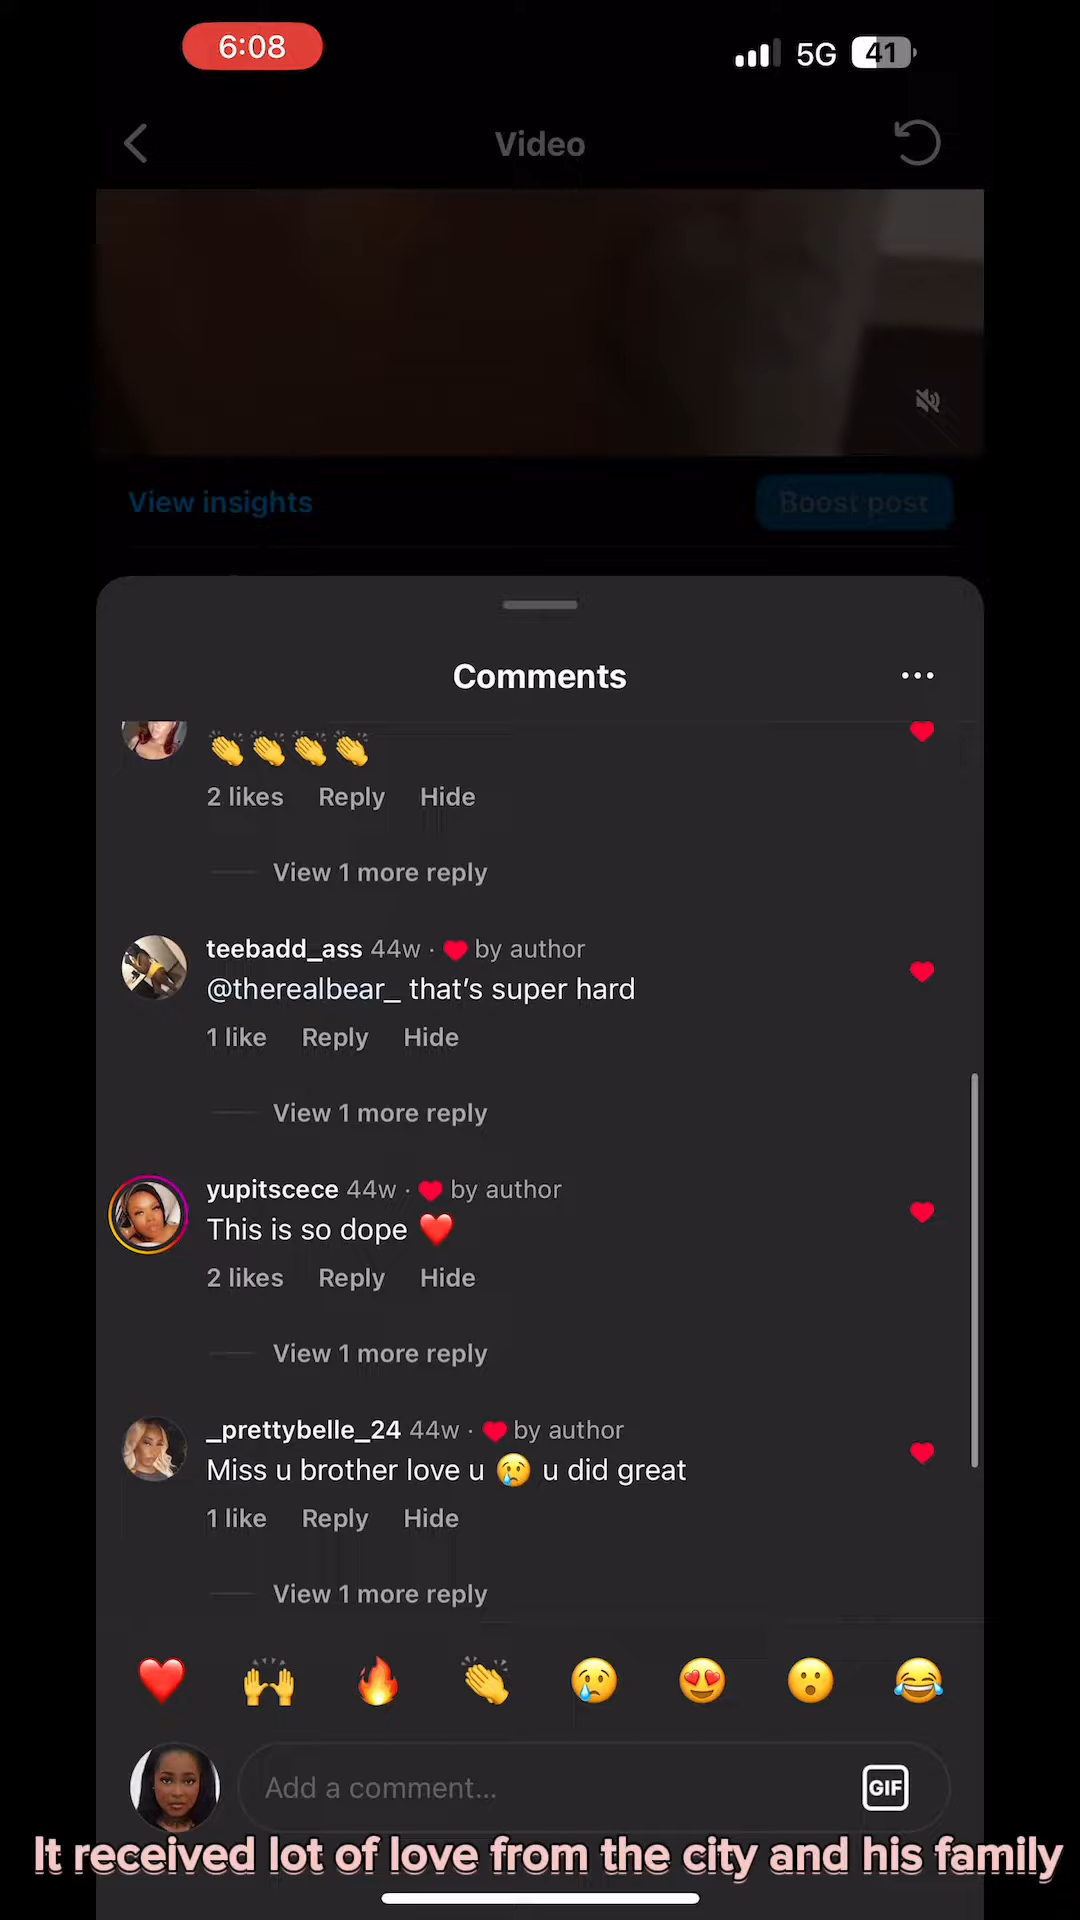 6:08
5G 41
Video
View insights
Boost post
Comments
👏👏👏👏
2 likes Reply Hide
View 1 more reply
teebadd_ass 44w · ❤️ by author
@therealbear_ that’s super hard
1 like Reply Hide
View 1 more reply
yupitscece 44w · ❤️ by author
This is so dope ❤️
2 likes Reply Hide
View 1 more reply
_prettybelle_24 44w · ❤️ by author
Miss u brother love u 😢 u did great
1 like Reply Hide
View 1 more reply
❤️ 🙌 🔥 👏 😢 😍 😮 😂
Add a comment...
GIF
It received lot of love from the city and his family